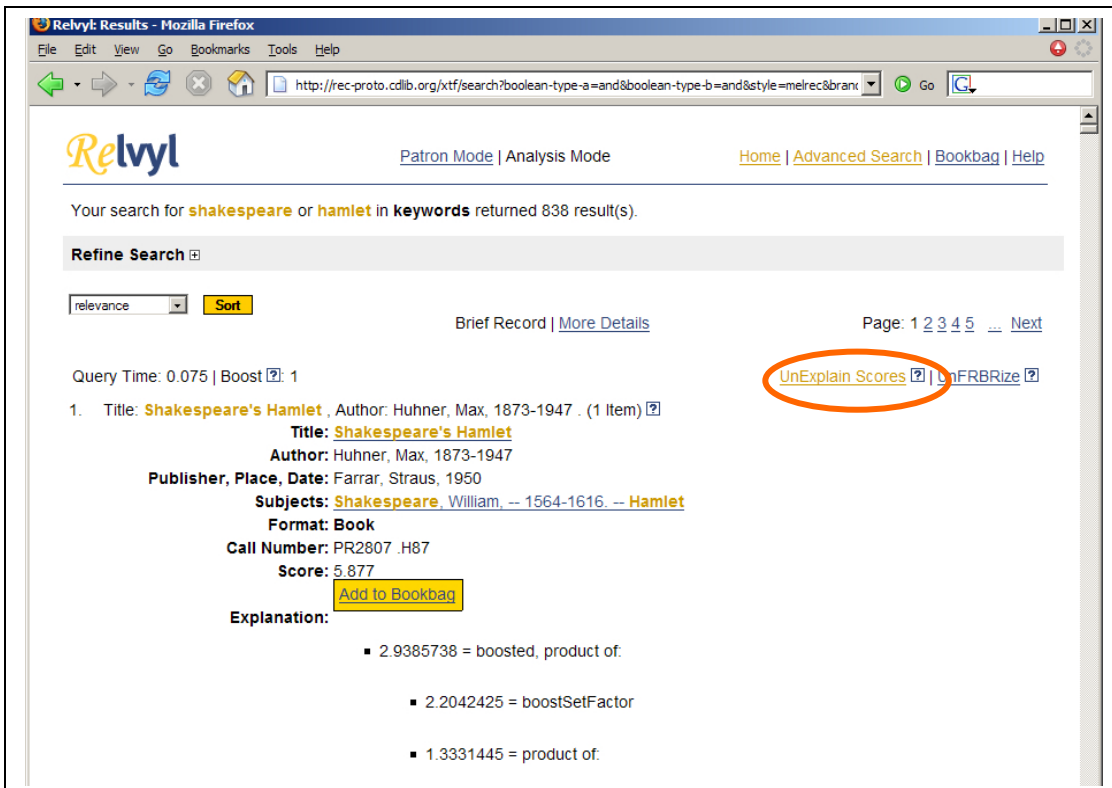 Relvyl: Results - Mozilla Firefox
File Edit View Go Bookmarks Tools Help
http://rec-proto.cdlib.org/xtf/search?boolean-type-a=and&boolean-type-b=and&style=melrec&branc Go G
Relvyl Patron Mode | Analysis Mode Home | Advanced Search | Bookbag | Help
Your search for shakespeare or hamlet in keywords returned 838 result(s).
Refine Search
relevance Sort
Brief Record | More Details Page: 1 2 3 4 5 ... Next
Query Time: 0.075 | Boost ?: 1 UnExplain Scores ? | UnFRBRize ?
1. Title: Shakespeare's Hamlet , Author: Huhner, Max, 1873-1947 . (1 Item) ?
Title: Shakespeare's Hamlet
Author: Huhner, Max, 1873-1947
Publisher, Place, Date: Farrar, Straus, 1950
Subjects: Shakespeare, William, -- 1564-1616. -- Hamlet
Format: Book
Call Number: PR2807 .H87
Score: 5.877
Add to Bookbag
Explanation:
▪ 2.9385738 = boosted, product of:
▪ 2.2042425 = boostSetFactor
▪ 1.3331445 = product of: